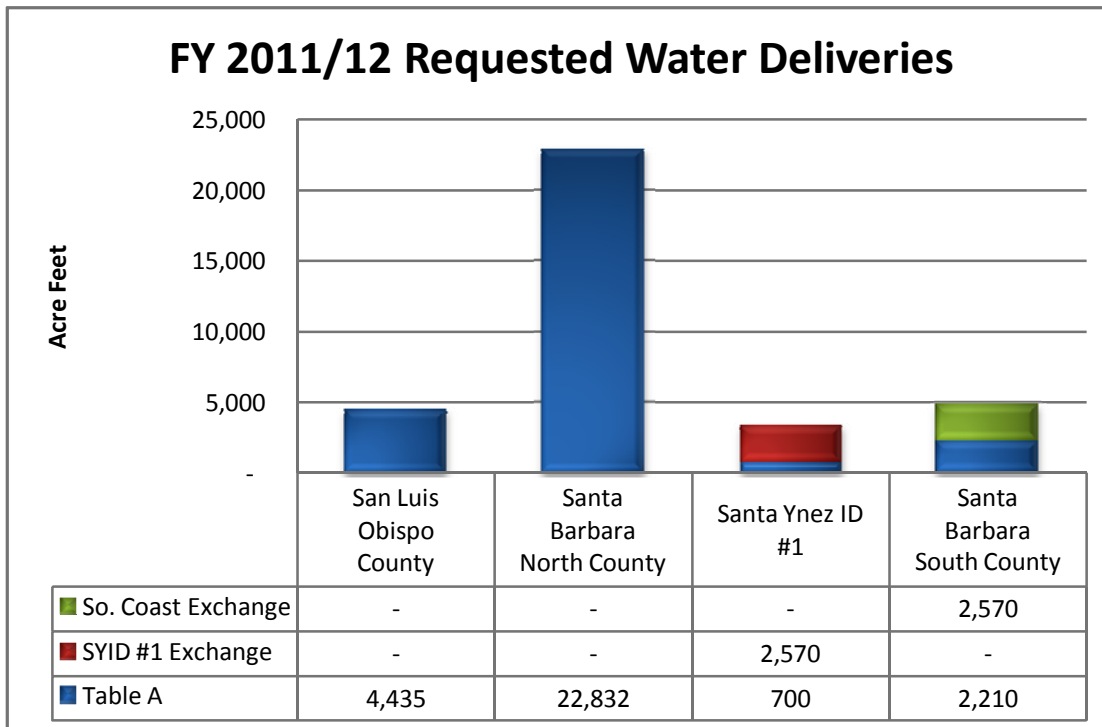 FY 2011/12 Requested Water Deliveries
Acre Feet
25,000
20,000
15,000
10,000
5,000
-
San Luis
Obispo
County
Santa
Barbara
North County
Santa Ynez ID
#1
Santa
Barbara
South County
So. Coast Exchange - - - 2,570
SYID #1 Exchange - - 2,570 -
Table A 4,435 22,832 700 2,210